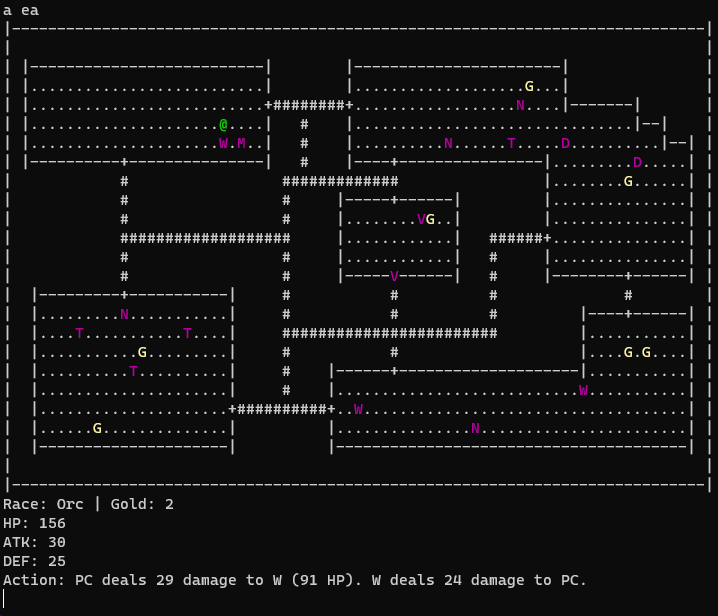 a ea
|-----------------------------------------------------------------------------|
|                                                                             |
| |--------------------------|        |-----------------------|               |
| |..........................|        |...................G...|               |
| |..........................+########+..................N....|-------|       |
| |.....................@....|   #    |...............................|--|    |
| |.....................W.M..|   #    |..........N......T.....D..........|--| |
| |----------+---------------|   #    |----+----------------|.........D.....| |
|            #                 #############                |........G......| |
|            #                 #     |-----+------|         |...............| |
|            #                 #     |........VG..|         |...............| |
|            ###################     |............|   ######+...............| |
|            #                 #     |............|   #     |...............| |
|            #                 #     |-----V------|   #     |--------+------| |
|  |---------+-----------|     #           #          #              #        |
|  |.........N...........|     #           #          #         |----+------| |
|  |....T...........T....|     ########################         |...........| |
|  |...........G.........|     #           #                    |....G.G....| |
|  |..........T..........|     #    |------+--------------------|...........| |
|  |.....................|     #    |...........................W...........| |
|  |.....................+##########+..W....................................| |
|  |......G..............|          |...............N.......................| |
|  |---------------------|          |---------------------------------------| |
|                                                                             |
|-----------------------------------------------------------------------------|
Race: Orc | Gold: 2
HP: 156
ATK: 30
DEF: 25
Action: PC deals 29 damage to W (91 HP). W deals 24 damage to PC.